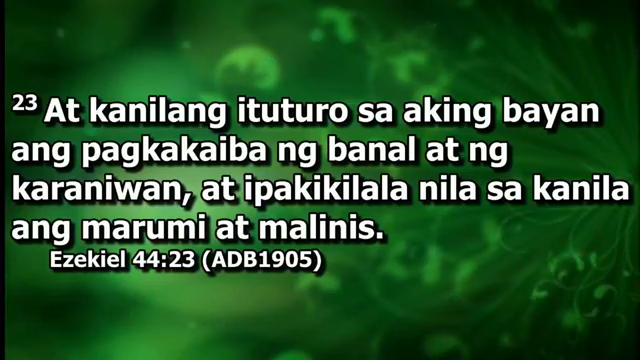 23 At kanilang ituturo sa aking bayan
ang pagkakaiba ng banal at ng
karaniwan, at ipakikilala nila sa kanila
ang marumi at malinis.
Ezekiel 44:23 (ADB1905)